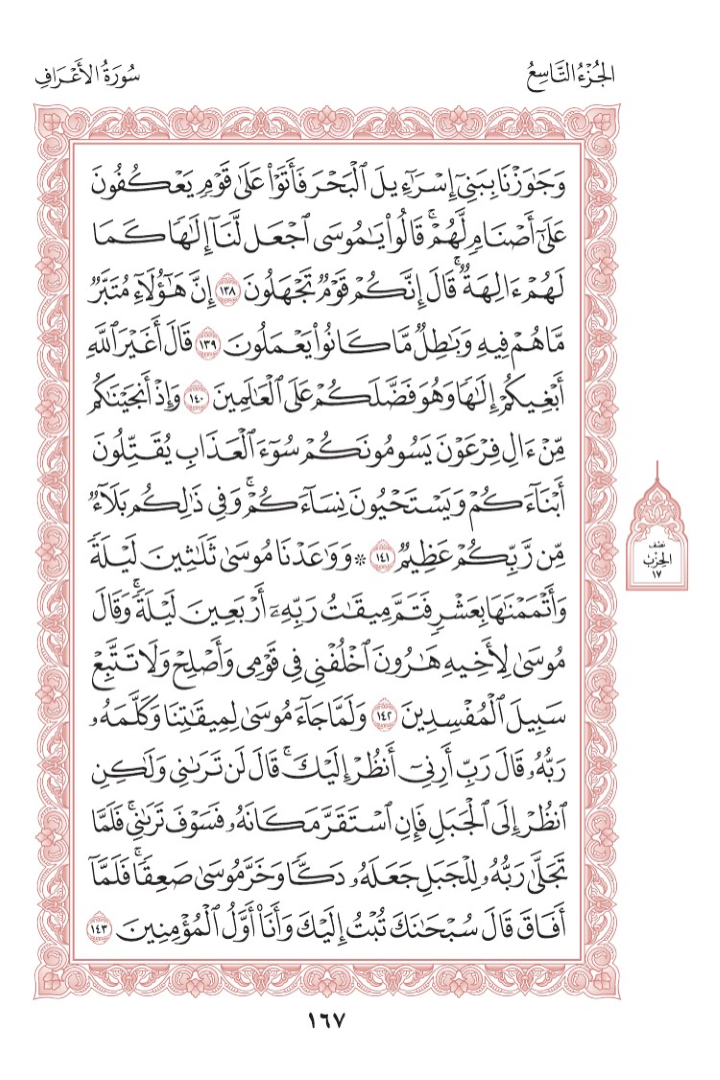 الجُزْءُ التَّاسِعُ
سُورَةُ الأَعْرَافِ
وَجَٰوَزْنَا بِبَنِيٓ إِسْرَٰٓءِيلَ ٱلْبَحْرَ فَأَتَوْا۟ عَلَىٰ قَوْمٍ يَعْكُفُونَ
عَلَىٰٓ أَصْنَامٍ لَّهُمْ ۚ قَالُوا۟ يَٰمُوسَى ٱجْعَل لَّنَآ إِلَٰهًا كَمَا
لَهُمْ ءَالِهَةٌ ۚ قَالَ إِنَّكُمْ قَوْمٌ تَجْهَلُونَ ١٣٨ إِنَّ هَٰٓؤُلَآءِ مُتَبَّرٌ
مَّا هُمْ فِيهِ وَبَٰطِلٌ مَّا كَانُوا۟ يَعْمَلُونَ ١٣٩ قَالَ أَغَيْرَ ٱللَّهِ
أَبْغِيكُمْ إِلَٰهًا وَهُوَ فَضَّلَكُمْ عَلَى ٱلْعَٰلَمِينَ ١٤٠ وَإِذْ أَنجَيْنَٰكُم
مِّنْ ءَالِ فِرْعَوْنَ يَسُومُونَكُمْ سُوٓءَ ٱلْعَذَابِ يُقَتِّلُونَ
أَبْنَآءَكُمْ وَيَسْتَحْيُونَ نِسَآءَكُمْ ۚ وَفِي ذَٰلِكُم بَلَآءٌ
مِّن رَّبِّكُمْ عَظِيمٌ ١٤١ ۞ وَوَٰعَدْنَا مُوسَىٰ ثَلَٰثِينَ لَيْلَةً
وَأَتْمَمْنَٰهَا بِعَشْرٍ فَتَمَّ مِيقَٰتُ رَبِّهِۦٓ أَرْبَعِينَ لَيْلَةً ۚ وَقَالَ
مُوسَىٰ لِأَخِيهِ هَٰرُونَ ٱخْلُفْنِي فِي قَوْمِي وَأَصْلِحْ وَلَا تَتَّبِعْ
سَبِيلَ ٱلْمُفْسِدِينَ ١٤٢ وَلَمَّا جَآءَ مُوسَىٰ لِمِيقَٰتِنَا وَكَلَّمَهُۥ
رَبُّهُۥ قَالَ رَبِّ أَرِنِيٓ أَنظُرْ إِلَيْكَ ۚ قَالَ لَن تَرَىٰنِي وَلَٰكِنِ
ٱنظُرْ إِلَى ٱلْجَبَلِ فَإِنِ ٱسْتَقَرَّ مَكَانَهُۥ فَسَوْفَ تَرَىٰنِي ۚ فَلَمَّا
تَجَلَّىٰ رَبُّهُۥ لِلْجَبَلِ جَعَلَهُۥ دَكًّا وَخَرَّ مُوسَىٰ صَعِقًا ۚ فَلَمَّآ
أَفَاقَ قَالَ سُبْحَٰنَكَ تُبْتُ إِلَيْكَ وَأَنَا۠ أَوَّلُ ٱلْمُؤْمِنِينَ ١٤٣
نصف
الحزب
١٧
١٦٧